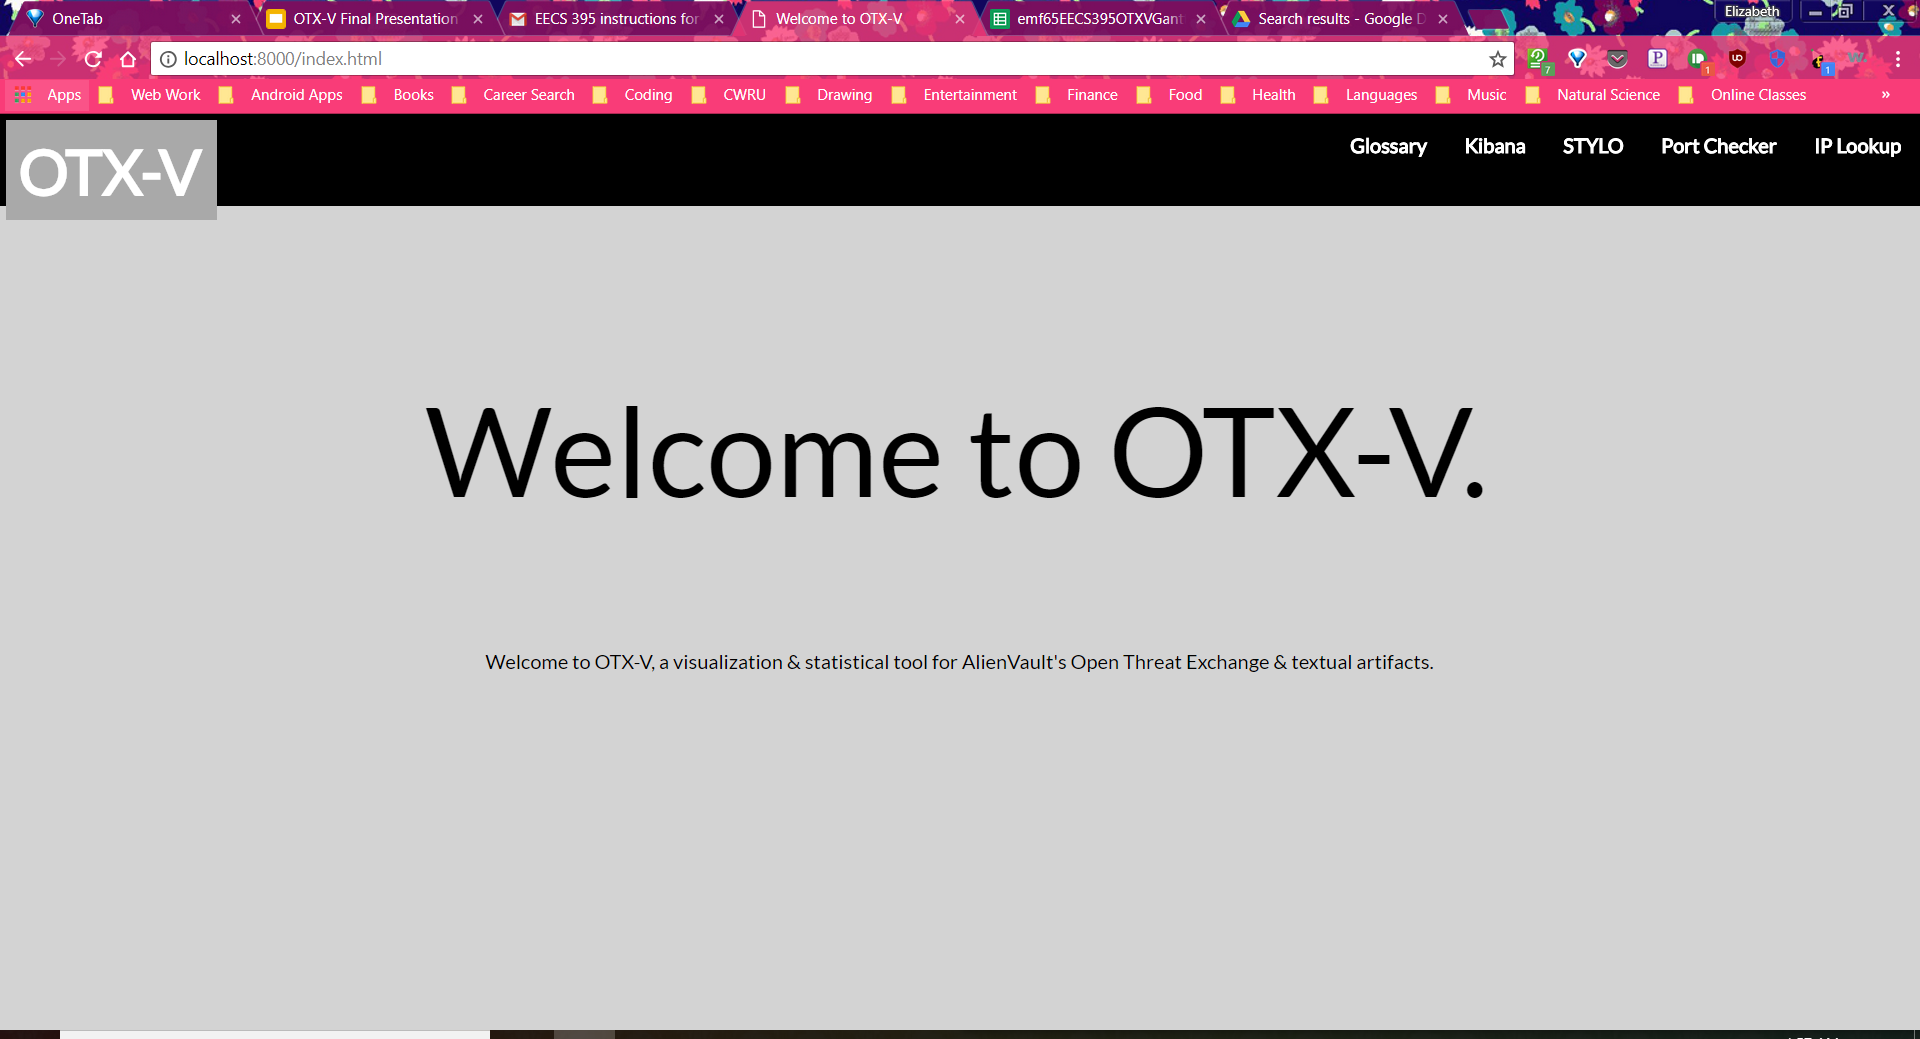 OneTab
OTX-V Final Presentation
EECS 395 instructions for
Welcome to OTX-V
emf65EECS395OTXVGant
Search results - Google D
Elizabeth
localhost:8000/index.html
7
1
1
Apps
Web Work
Android Apps
Books
Career Search
Coding
CWRU
Drawing
Entertainment
Finance
Food
Health
Languages
Music
Natural Science
Online Classes
»
OTX-V
Glossary
Kibana
STYLO
Port Checker
IP Lookup
Welcome to OTX-V.
Welcome to OTX-V, a visualization & statistical tool for AlienVault's Open Threat Exchange & textual artifacts.